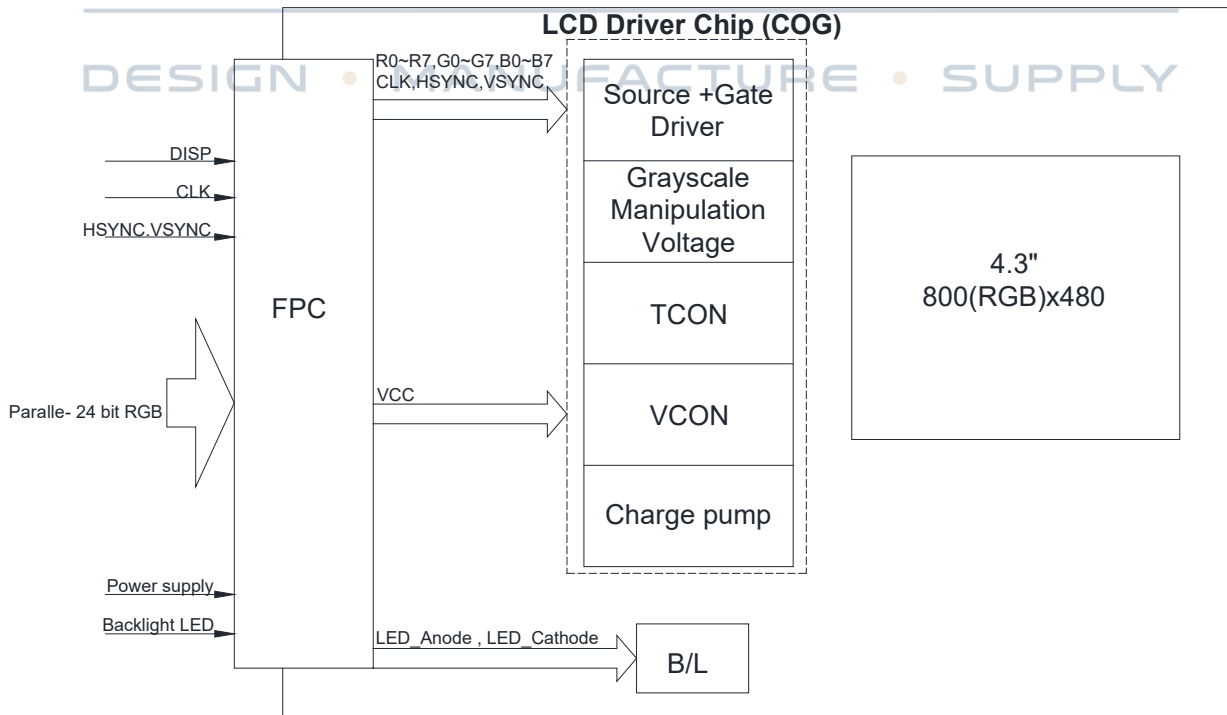 LCD Driver Chip (COG)
DESIGN • MANUFACTURE • SUPPLY
R0~R7,G0~G7,B0~B7
CLK,HSYNC,VSYNC
Source +Gate
Driver
DISP
CLK
HSYNC.VSYNC
Grayscale
Manipulation
Voltage
4.3"
800(RGB)x480
FPC
TCON
Paralle- 24 bit RGB
VCC
VCON
Charge pump
Power supply
Backlight LED
LED_Anode , LED_Cathode
B/L